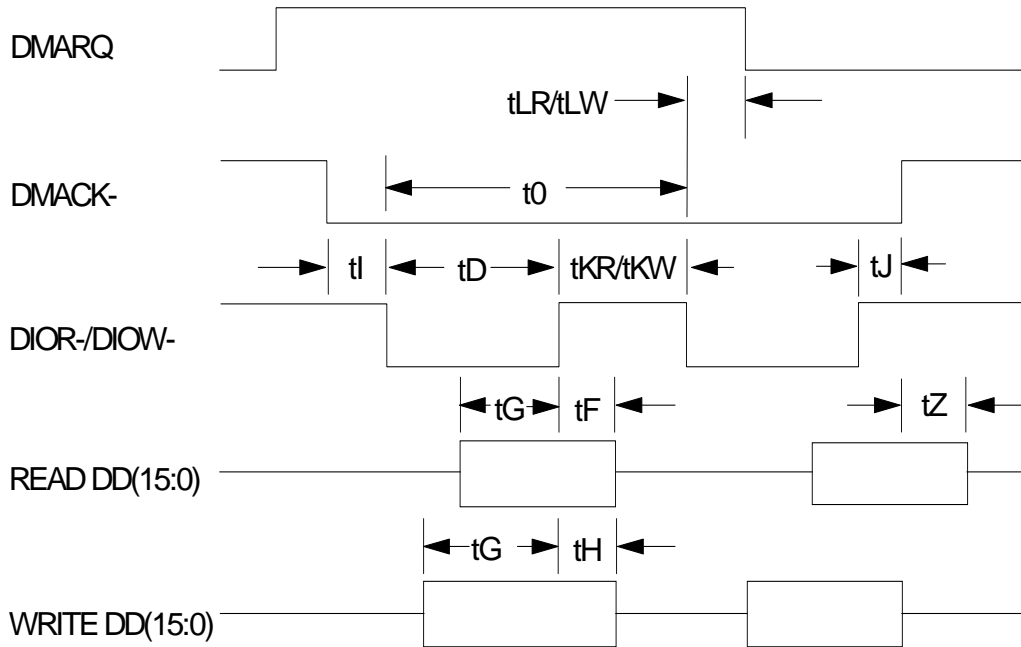 DMARQ
tLR/tLW
DMACK-
t0
tI
tD
tKR/tKW
tJ
DIOR-/DIOW-
tG
tF
tZ
READ DD(15:0)
tG
tH
WRITE DD(15:0)